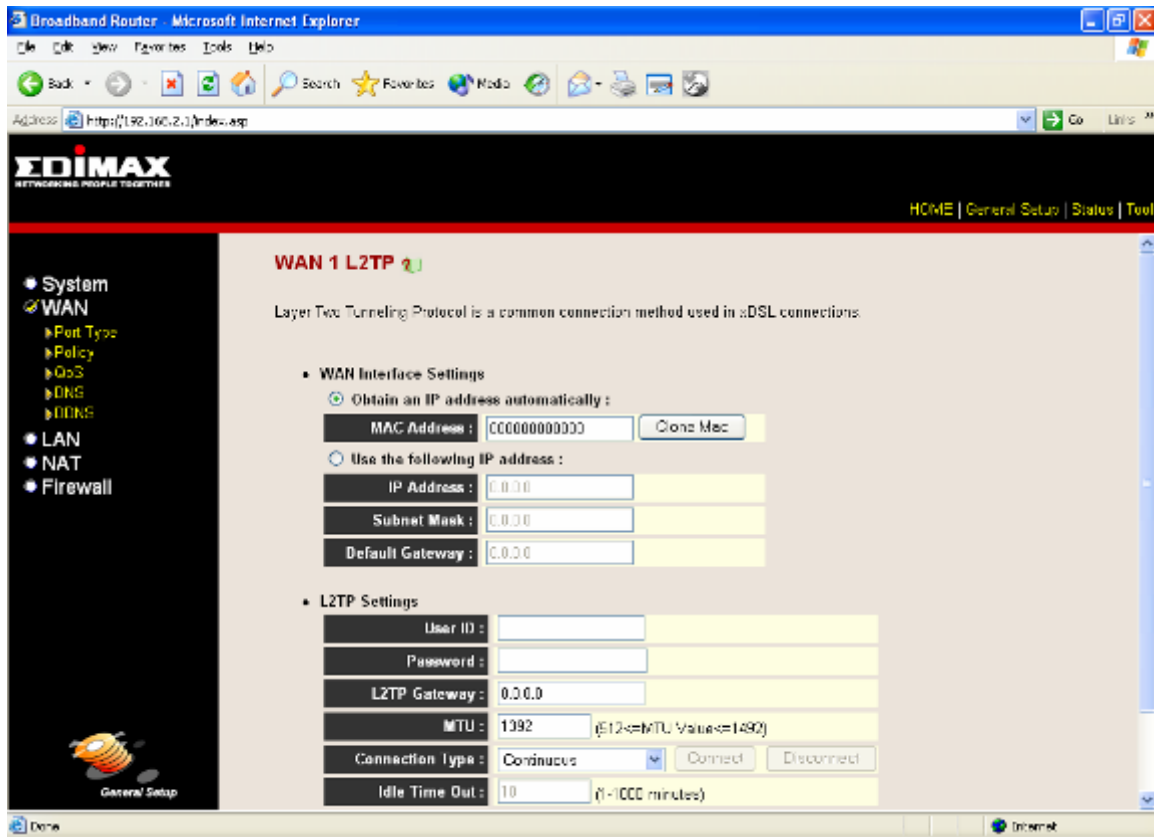 Broadband Router - Microsoft Internet Explorer
File Edit View Favorites Tools Help
Back Search Favorites Media
Address http://192.168.2.1/index.asp Go Links »
EDIMAX
NETWORKING PEOPLE TOGETHER
HOME | General Setup | Status | Tool
System
WAN
Port Type
Policy
QoS
DNS
DDNS
LAN
NAT
Firewall
General Setup
WAN 1 L2TP
Layer Two Tunneling Protocol is a common connection method used in xDSL connections.
WAN Interface Settings
Obtain an IP address automatically :
MAC Address : 000000000000 Clone Mac
Use the following IP address :
IP Address : 0.0.0.0
Subnet Mask : 0.0.0.0
Default Gateway : 0.0.0.0
L2TP Settings
User ID :
Password :
L2TP Gateway : 0.0.0.0
MTU : 1392 (512<=MTU Value<=1492)
Connection Type : Continuous Connect Disconnect
Idle Time Out : 10 (1-1000 minutes)
Done Internet